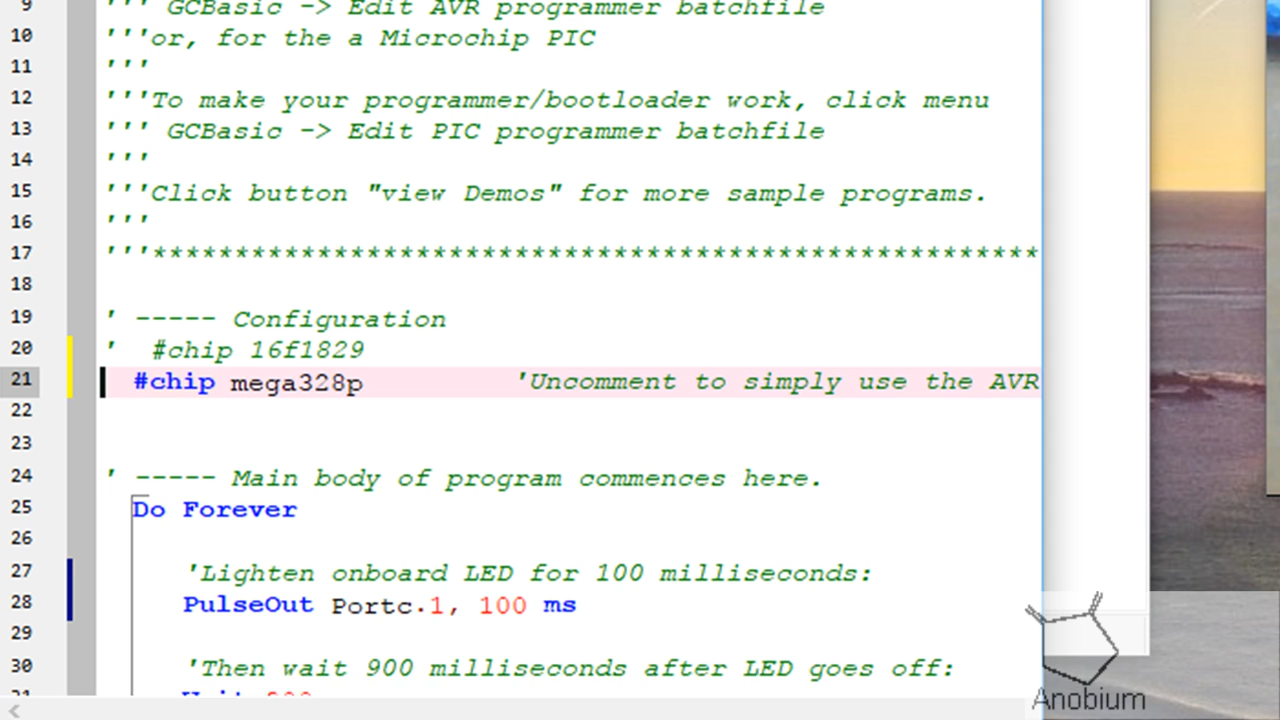 9 ''' GCBasic -> Edit AVR programmer batchfile
10 '''or, for the a Microchip PIC
11 '''
12 '''To make your programmer/bootloader work, click menu
13 ''' GCBasic -> Edit PIC programmer batchfile
14 '''
15 '''Click button "view Demos" for more sample programs.
16 '''
17 '''******************************************************
18
19 ' ----- Configuration
20 '  #chip 16f1829
21 #chip mega328p 'Uncomment to simply use the AVR
22
23
24 ' ----- Main body of program commences here.
25 Do Forever
26
27 'Lighten onboard LED for 100 milliseconds:
28 PulseOut Portc.1, 100 ms
29
30 'Then wait 900 milliseconds after LED goes off:
Anobium